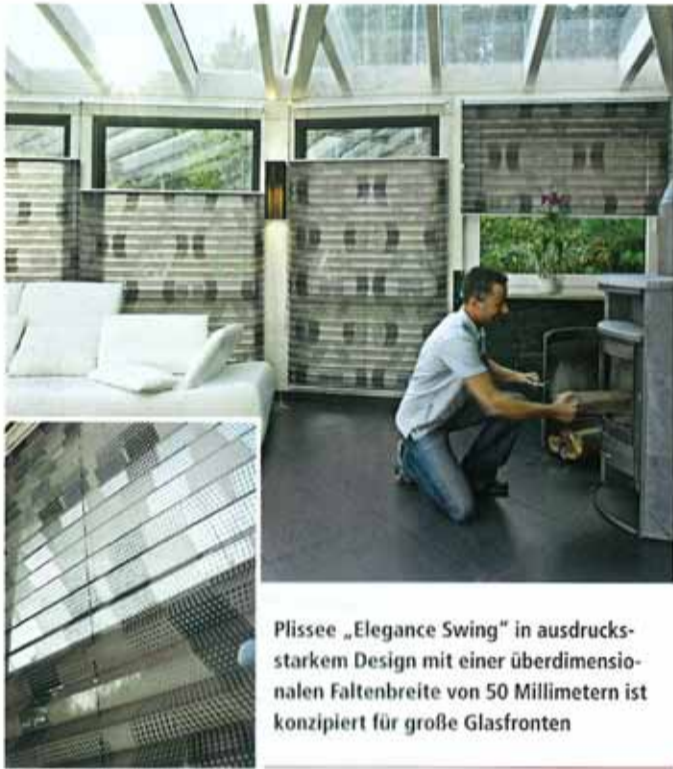 Plissee „Elegance Swing“ in ausdrucks-
starkem Design mit einer überdimensio-
nalen Faltenbreite von 50 Millimetern ist
konzipiert für große Glasfronten